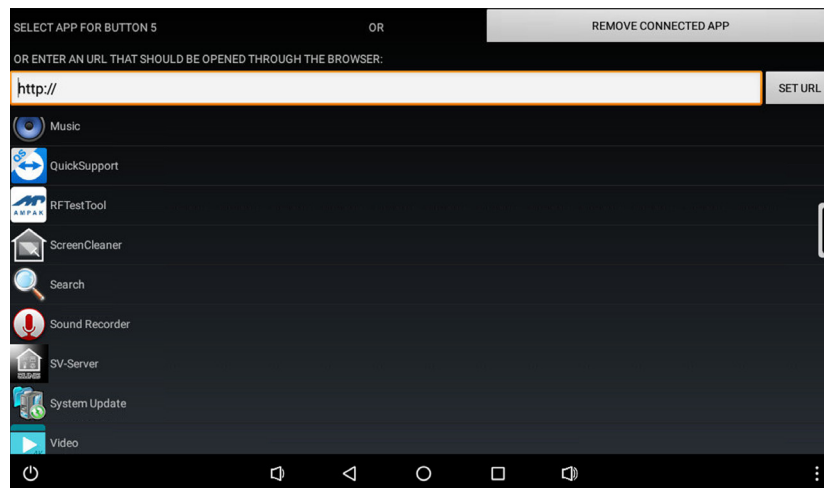 SELECT APP FOR BUTTON 5 OR REMOVE CONNECTED APP
OR ENTER AN URL THAT SHOULD BE OPENED THROUGH THE BROWSER:
http:// SET URL
Music
QS QuickSupport
AMPAK RFTestTool
ScreenCleaner
Search
Sound Recorder
SV-Server
System Update
Video